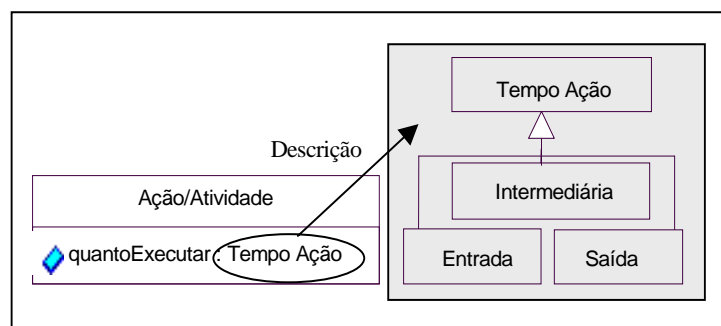 Tempo Ação
Descrição
Intermediária
Ação/Atividade
quantoExecutar : Tempo Ação
Entrada
Saída